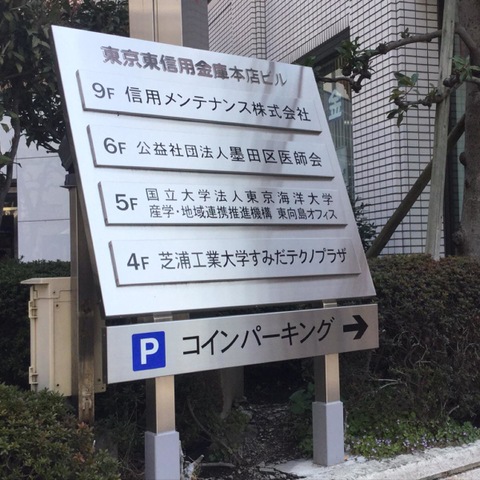 東京東信用金庫本店ビル
9F 信用メンテナンス株式会社
6F 公益社団法人墨田区医師会
5F 国立大学法人東京海洋大学
産学・地域連携推進機構 東向島オフィス
4F 芝浦工業大学すみだテクノプラザ
P コインパーキング →